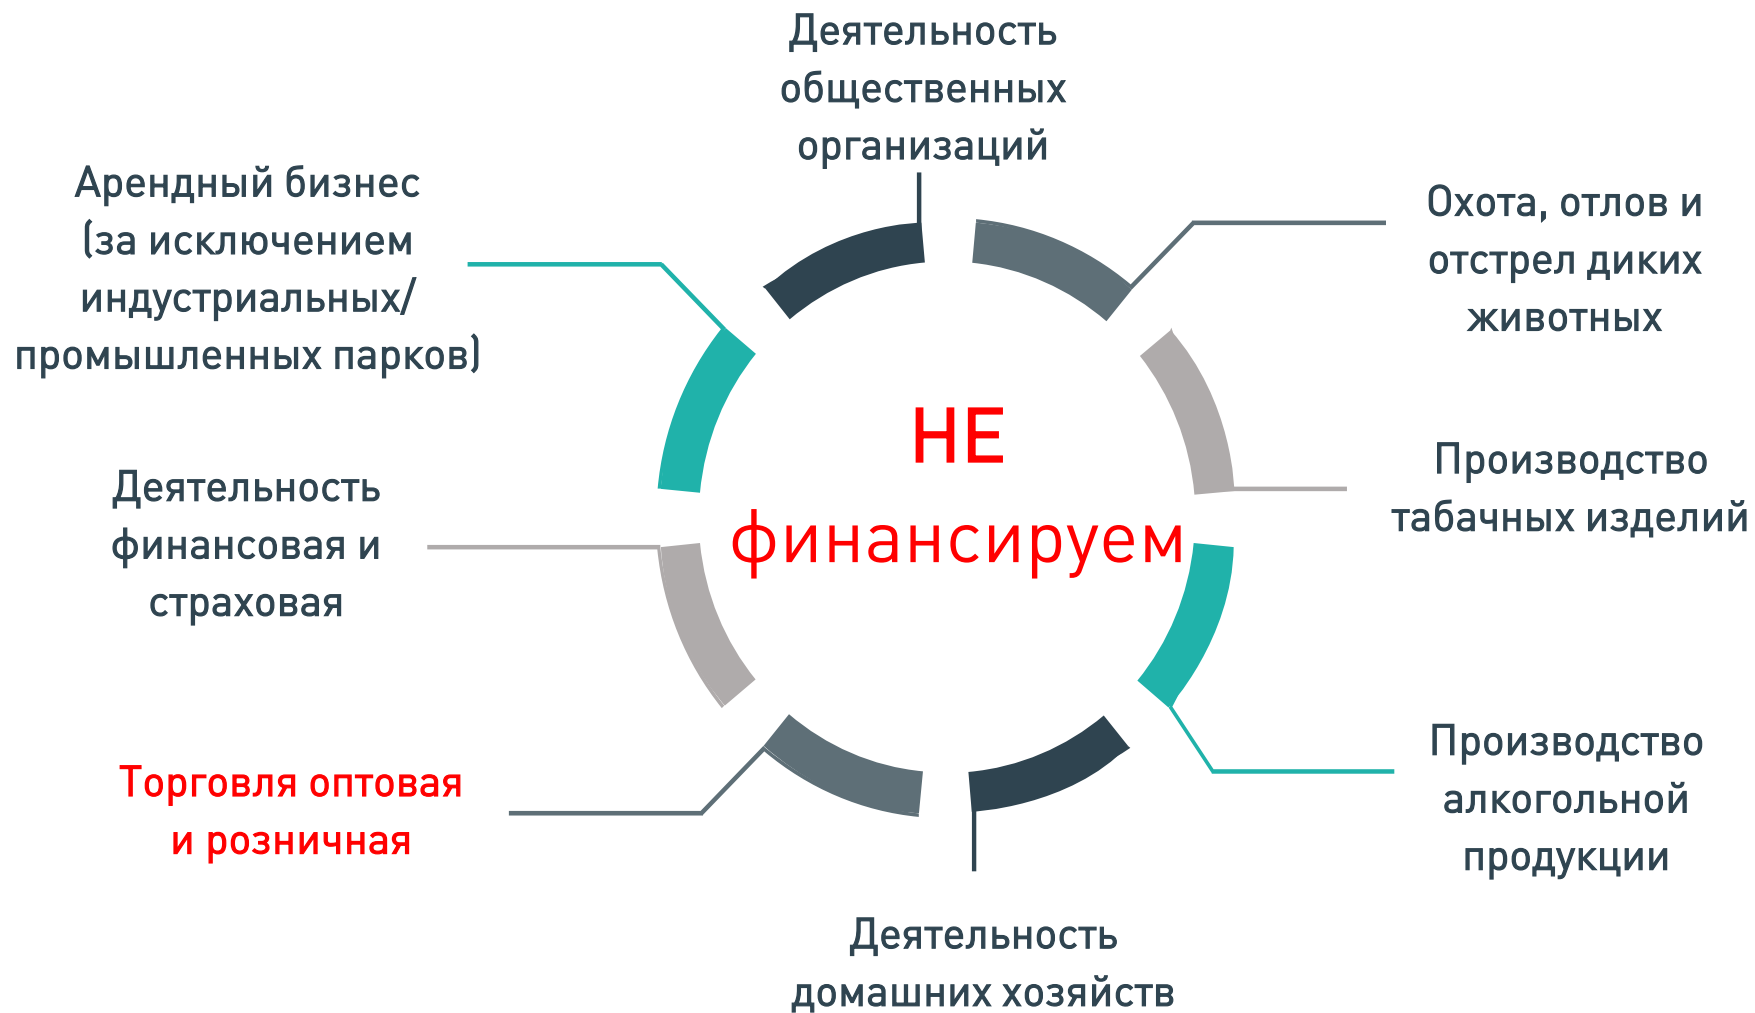 Деятельность
общественных
организаций
Арендный бизнес
(за исключением
индустриальных/
промышленных парков)
Охота, отлов и
отстрел диких
животных
НЕ
финансируем
Деятельность
финансовая и
страховая
Производство
табачных изделий
Торговля оптовая
и розничная
Производство
алкогольной
продукции
Деятельность
домашних хозяйств